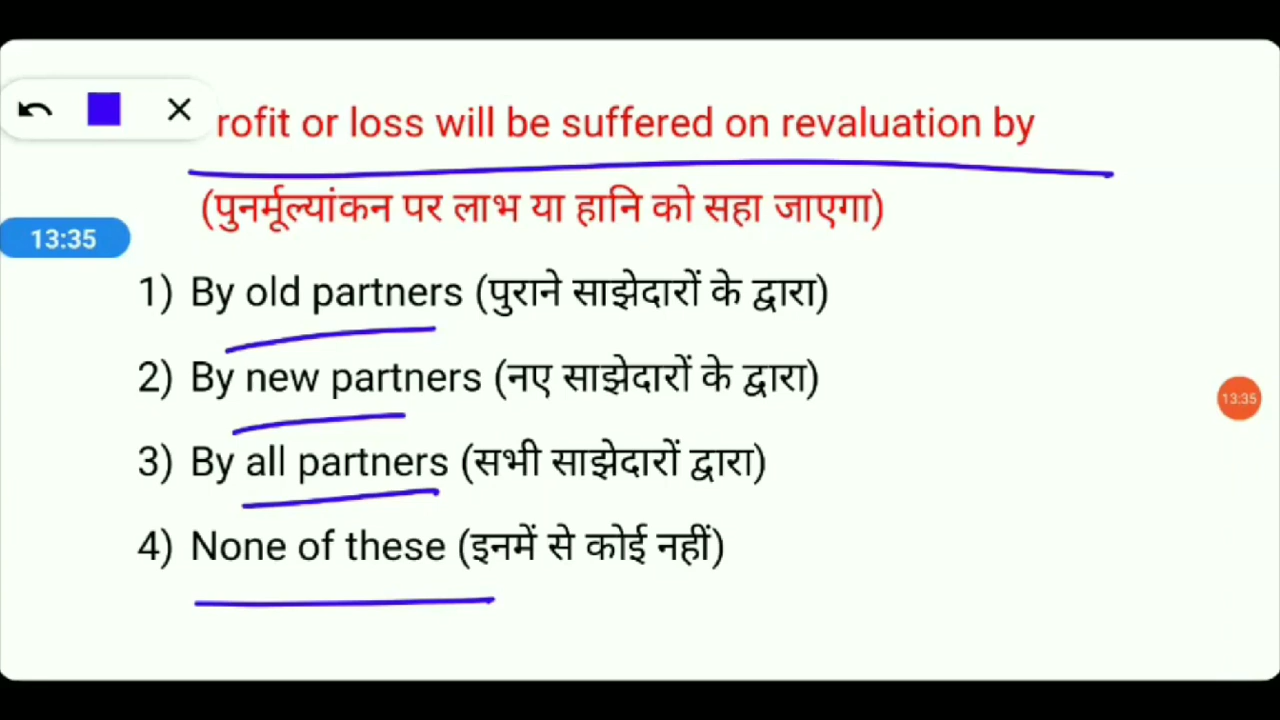 rofit or loss will be suffered on revaluation by
(पुनर्मूल्यांकन पर लाभ या हानि को सहा जाएगा)
13:35
1) By old partners (पुराने साझेदारों के द्वारा)
2) By new partners (नए साझेदारों के द्वारा)
13:35
3) By all partners (सभी साझेदारों द्वारा)
4) None of these (इनमें से कोई नहीं)